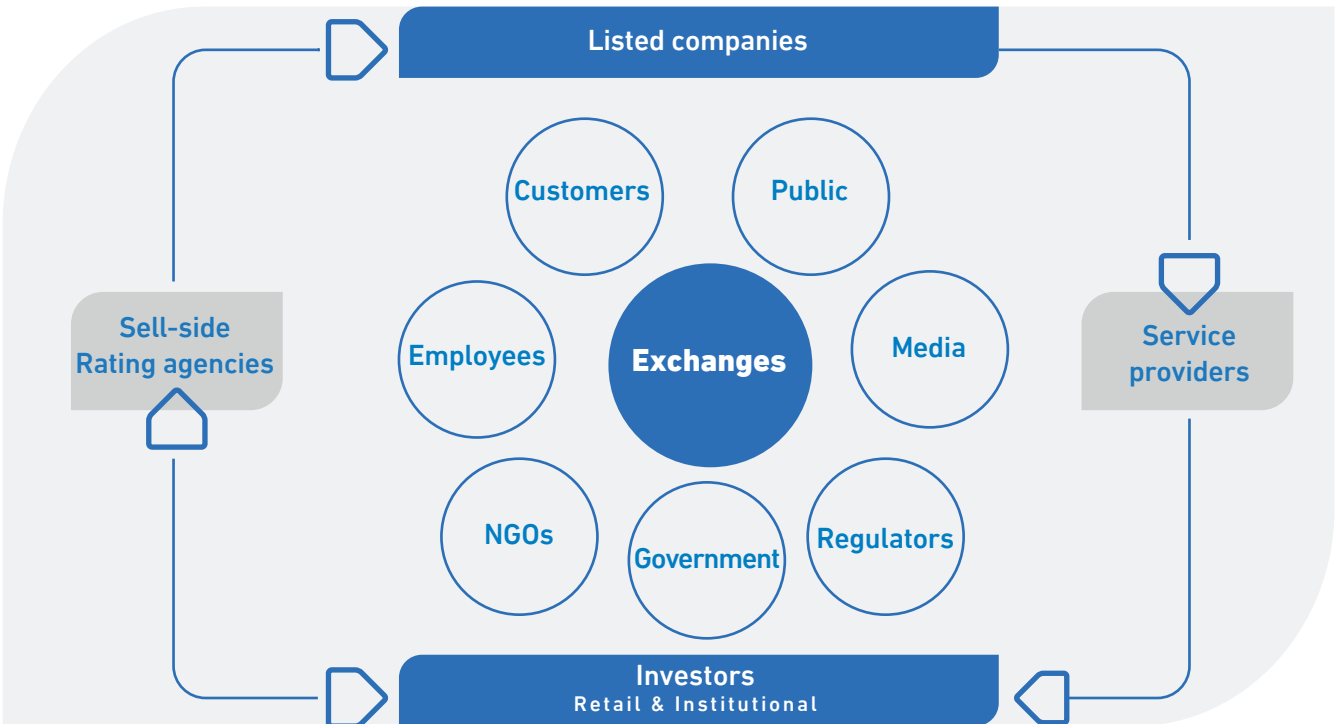 Listed companies
Customers
Public
Sell-side
Rating agencies
Employees
Exchanges
Media
Service
providers
NGOs
Government
Regulators
Investors
Retail & Institutional